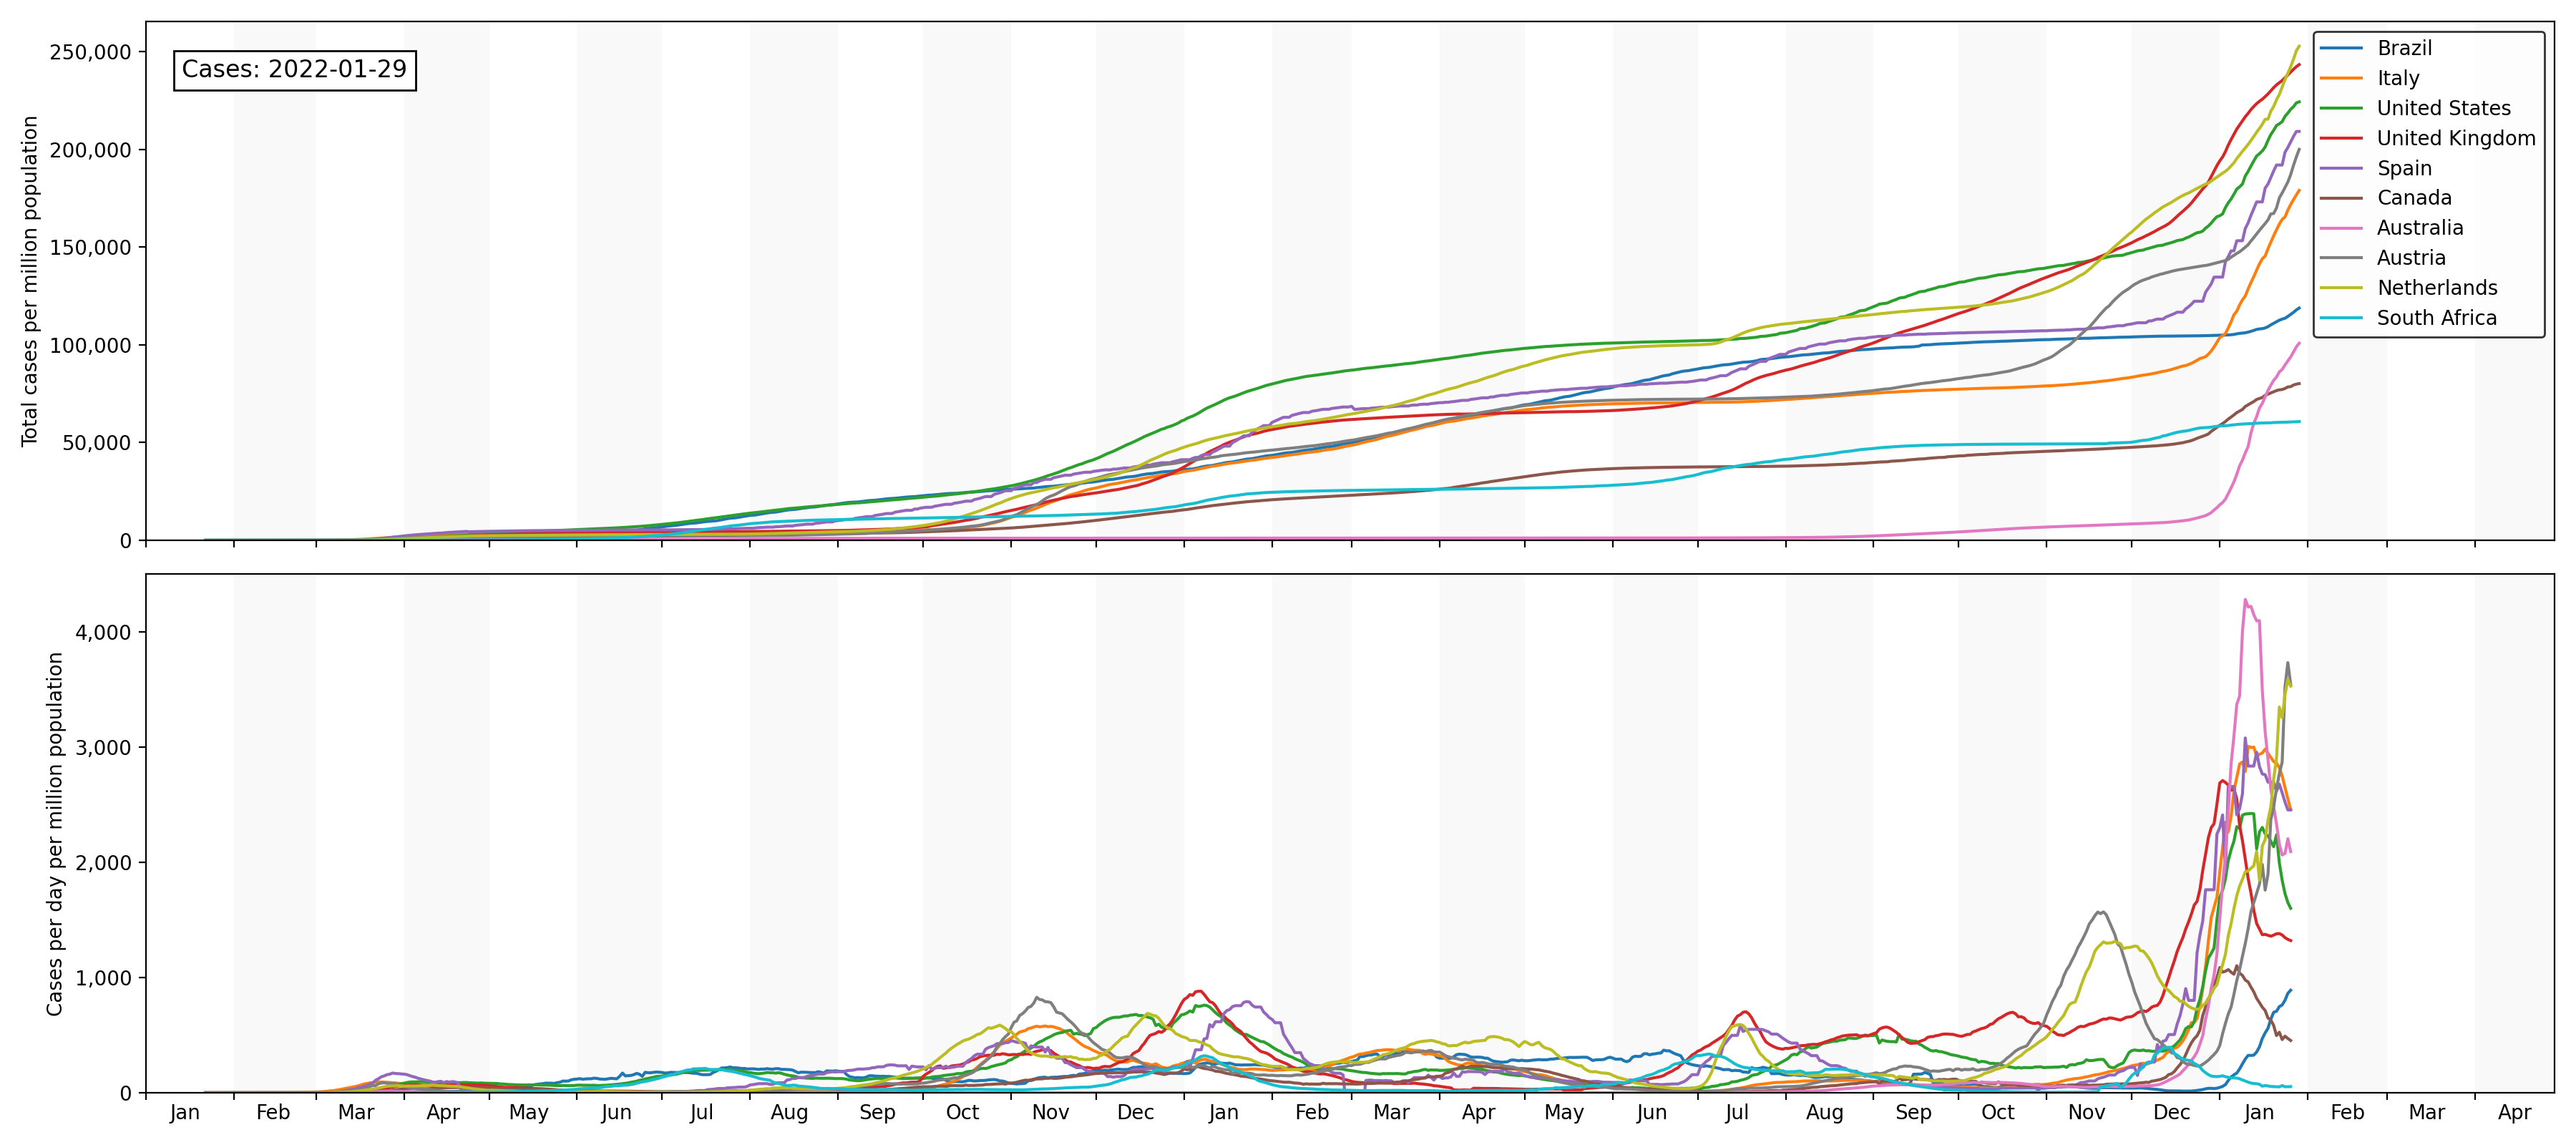 Cases: 2022-01-29
Total cases per million population
250,000
200,000
150,000
100,000
50,000
0
Brazil
Italy
United States
United Kingdom
Spain
Canada
Australia
Austria
Netherlands
South Africa
Cases per day per million population
4,000
3,000
2,000
1,000
0
Jan Feb Mar Apr May Jun Jul Aug Sep Oct Nov Dec Jan Feb Mar Apr May Jun Jul Aug Sep Oct Nov Dec Jan Feb Mar Apr